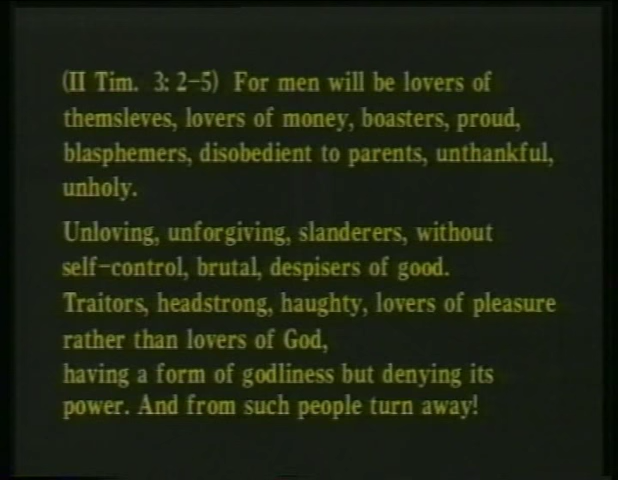 (II Tim. 3: 2-5) For men will be lovers of
themsleves, lovers of money, boasters, proud,
blasphemers, disobedient to parents, unthankful,
unholy.
Unloving, unforgiving, slanderers, without
self-control, brutal, despisers of good.
Traitors, headstrong, haughty, lovers of pleasure
rather than lovers of God,
having a form of godliness but denying its
power. And from such people turn away!